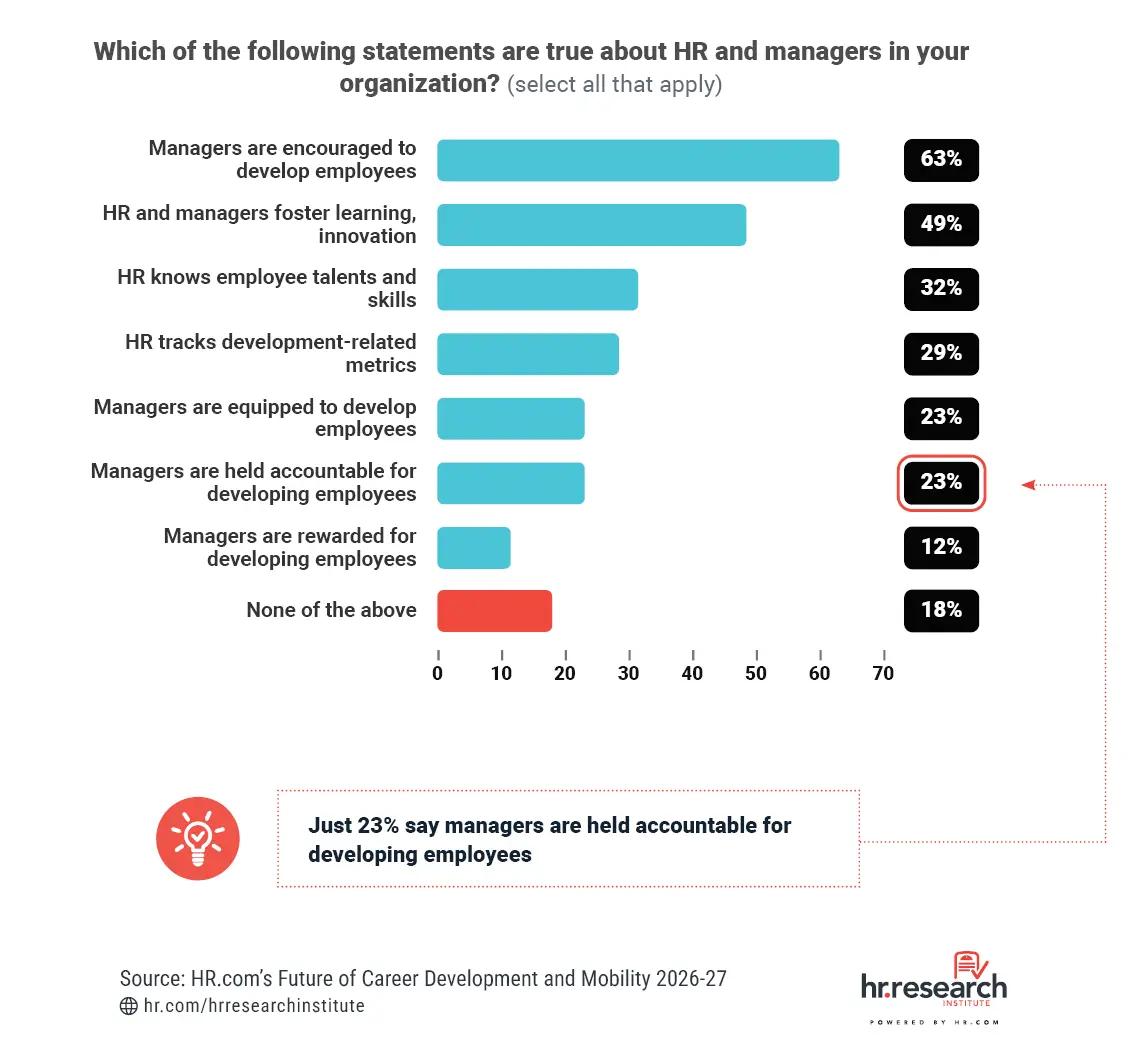 Which of the following statements are true about HR and managers in your
organization? (select all that apply)
Managers are encouraged to
develop employees
63%
HR and managers foster learning,
innovation
49%
HR knows employee talents and
skills
32%
HR tracks development-related
metrics
29%
Managers are equipped to develop
employees
23%
Managers are held accountable for
developing employees
23%
Managers are rewarded for
developing employees
12%
None of the above
18%
0 10 20 30 40 50 60 70
Just 23% say managers are held accountable for
developing employees
Source: HR.com’s Future of Career Development and Mobility 2026-27
hr.com/hrresearchinstitute
hr.research
INSTITUTE
POWERED BY HR.COM